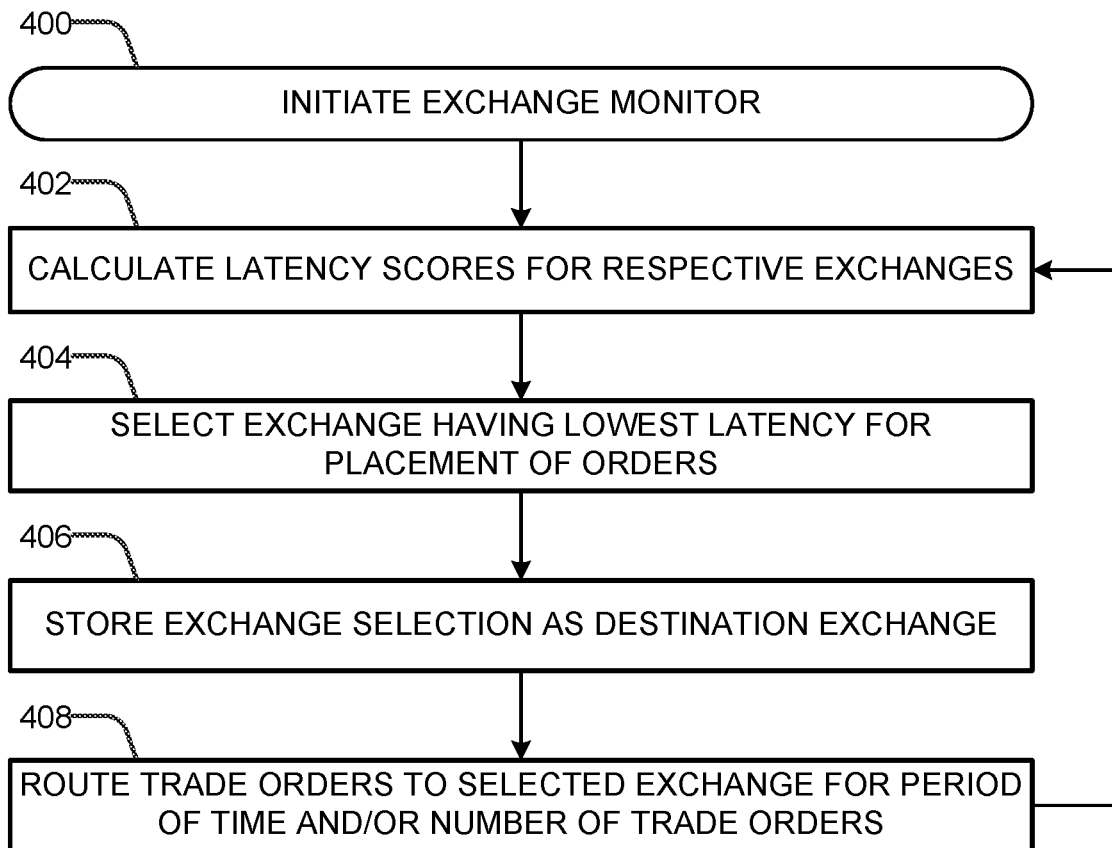 400
INITIATE EXCHANGE MONITOR
402
CALCULATE LATENCY SCORES FOR RESPECTIVE EXCHANGES
404
SELECT EXCHANGE HAVING LOWEST LATENCY FOR
PLACEMENT OF ORDERS
406
STORE EXCHANGE SELECTION AS DESTINATION EXCHANGE
408
ROUTE TRADE ORDERS TO SELECTED EXCHANGE FOR PERIOD
OF TIME AND/OR NUMBER OF TRADE ORDERS